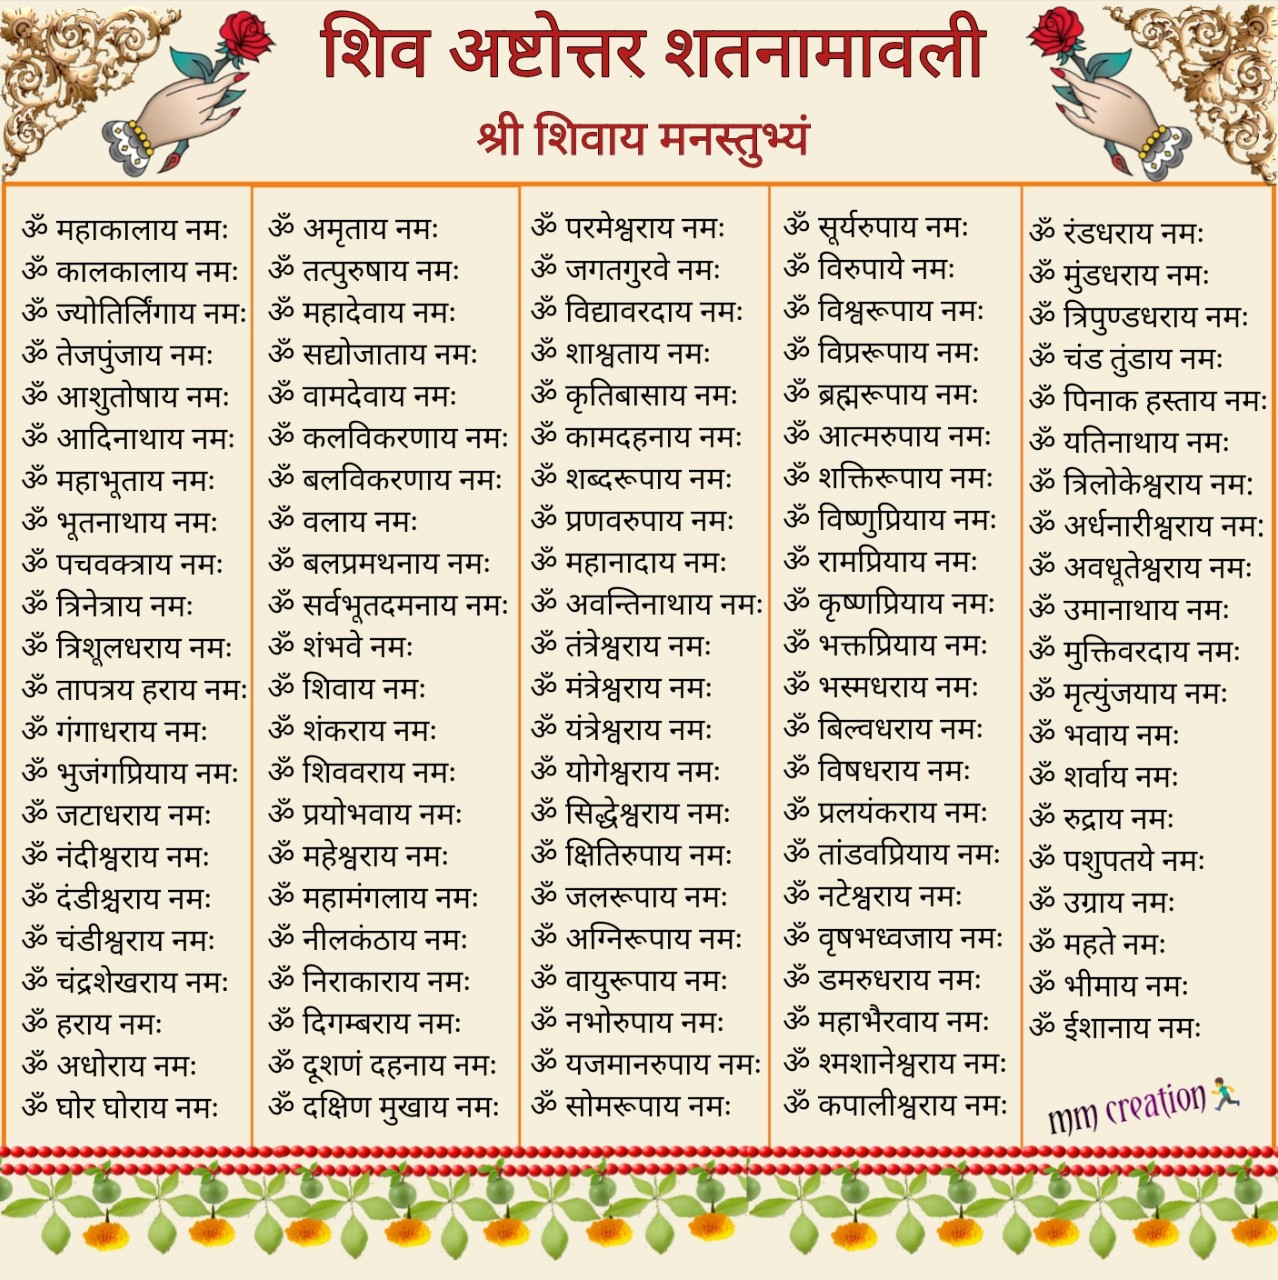 शिव अष्टोत्तर शतनामावली
श्री शिवाय मनस्तुभ्यं
ॐ महाकालाय नमः
ॐ कालकालाय नमः
ॐ ज्योतिर्लिंगाय नमः
ॐ तेजपुंजाय नमः
ॐ आशुतोषाय नमः
ॐ आदिनाथाय नमः
ॐ महाभूताय नमः
ॐ भूतनाथाय नमः
ॐ पचवक्त्राय नमः
ॐ त्रिनेत्राय नमः
ॐ त्रिशूलधराय नमः
ॐ तापत्रय हराय नमः
ॐ गंगाधराय नमः
ॐ भुजंगप्रियाय नमः
ॐ जटाधराय नमः
ॐ नंदीश्वराय नमः
ॐ दंडीश्चराय नमः
ॐ चंडीश्वराय नमः
ॐ चंद्रशेखराय नमः
ॐ हराय नमः
ॐ अधोराय नमः
ॐ घोर घोराय नमः
ॐ अमृताय नमः
ॐ तत्पुरुषाय नमः
ॐ महादेवाय नमः
ॐ सद्योजाताय नमः
ॐ वामदेवाय नमः
ॐ कलविकरणाय नमः
ॐ बलविकरणाय नमः
ॐ वलाय नमः
ॐ बलप्रमथनाय नमः
ॐ सर्वभूतदमनाय नमः
ॐ शंभवे नमः
ॐ शिवाय नमः
ॐ शंकराय नमः
ॐ शिववराय नमः
ॐ प्रयोभवाय नमः
ॐ महेश्वराय नमः
ॐ महामंगलाय नमः
ॐ नीलकंठाय नमः
ॐ निराकाराय नमः
ॐ दिगम्बराय नमः
ॐ दूशणं दहनाय नमः
ॐ दक्षिण मुखाय नमः
ॐ परमेश्वराय नमः
ॐ जगतगुरवे नमः
ॐ विद्यावरदाय नमः
ॐ शाश्वताय नमः
ॐ कृतिबासाय नमः
ॐ कामदहनाय नमः
ॐ शब्दरूपाय नमः
ॐ प्रणवरुपाय नमः
ॐ महानादाय नमः
ॐ अवन्तिनाथाय नमः
ॐ तंत्रेश्वराय नमः
ॐ मंत्रेश्वराय नमः
ॐ यंत्रेश्वराय नमः
ॐ योगेश्वराय नमः
ॐ सिद्धेश्वराय नमः
ॐ क्षितिरुपाय नमः
ॐ जलरूपाय नमः
ॐ अग्निरूपाय नमः
ॐ वायुरूपाय नमः
ॐ नभोरुपाय नमः
ॐ यजमानरुपाय नमः
ॐ सोमरूपाय नमः
ॐ सूर्यरुपाय नमः
ॐ विरुपाये नमः
ॐ विश्वरूपाय नमः
ॐ विप्ररूपाय नमः
ॐ ब्रह्मरूपाय नमः
ॐ आत्मरुपाय नमः
ॐ शक्तिरूपाय नमः
ॐ विष्णुप्रियाय नमः
ॐ रामप्रियाय नमः
ॐ कृष्णप्रियाय नमः
ॐ भक्तप्रियाय नमः
ॐ भस्मधराय नमः
ॐ बिल्वधराय नमः
ॐ विषधराय नमः
ॐ प्रलयंकराय नमः
ॐ तांडवप्रियाय नमः
ॐ नटेश्वराय नमः
ॐ वृषभध्वजाय नमः
ॐ डमरुधराय नमः
ॐ महाभैरवाय नमः
ॐ श्मशानेश्वराय नमः
ॐ कपालीश्वराय नमः
ॐ रंडधराय नमः
ॐ मुंडधराय नमः
ॐ त्रिपुण्डधराय नमः
ॐ चंड तुंडाय नमः
ॐ पिनाक हस्ताय नमः
ॐ यतिनाथाय नमः
ॐ त्रिलोकेश्वराय नमः
ॐ अर्धनारीश्वराय नमः
ॐ अवधूतेश्वराय नमः
ॐ उमानाथाय नमः
ॐ मुक्तिवरदाय नमः
ॐ मृत्युंजयाय नमः
ॐ भवाय नमः
ॐ शर्वाय नमः
ॐ रुद्राय नमः
ॐ पशुपतये नमः
ॐ उग्राय नमः
ॐ महते नमः
ॐ भीमाय नमः
ॐ ईशानाय नमः
mm creation